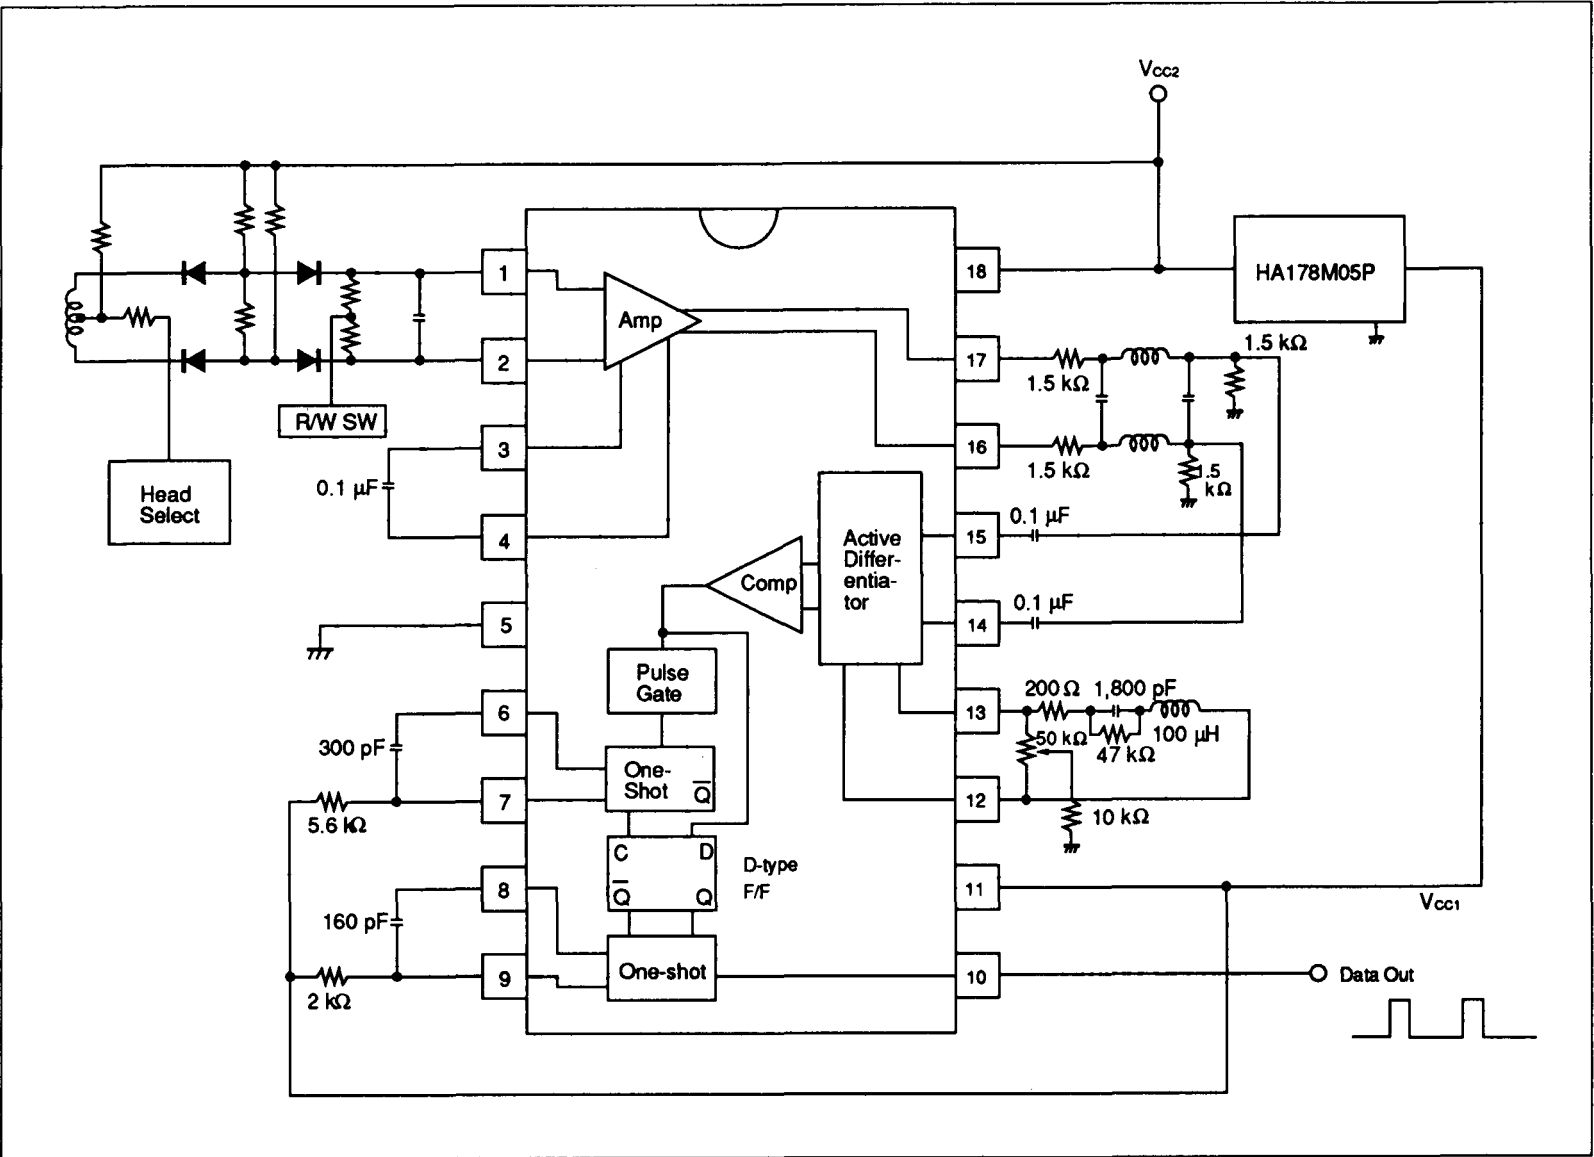 VCC2
1
2
3
4
5
6
7
8
9
18
17
16
15
14
13
12
11
10
Amp
HA178M05P
1.5 kΩ
1.5 kΩ
1.5 kΩ
1.5
kΩ
R/W SW
Head
Select
0.1 µF
Active
Differ-
entia-
tor
Comp
0.1 µF
0.1 µF
Pulse
Gate
200 Ω
1,800 pF
50 kΩ
47 kΩ
100 µH
10 kΩ
300 pF
5.6 kΩ
One-
Shot
Q̅
C
D
Q̅
Q
D-type
F/F
160 pF
2 kΩ
One-shot
VCC1
Data Out